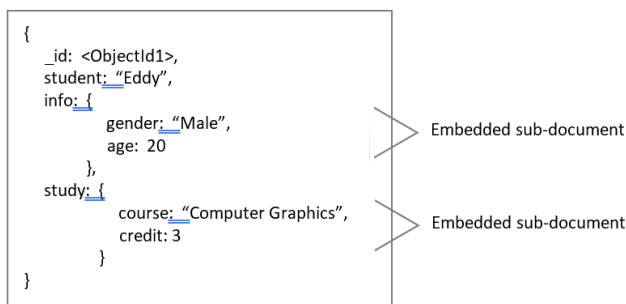 {
_id: <ObjectId1>,
student: “Eddy”,
info: {
gender: “Male”,
age: 20
},
study: {
course: “Computer Graphics”,
credit: 3
}
}
Embedded sub-document
Embedded sub-document